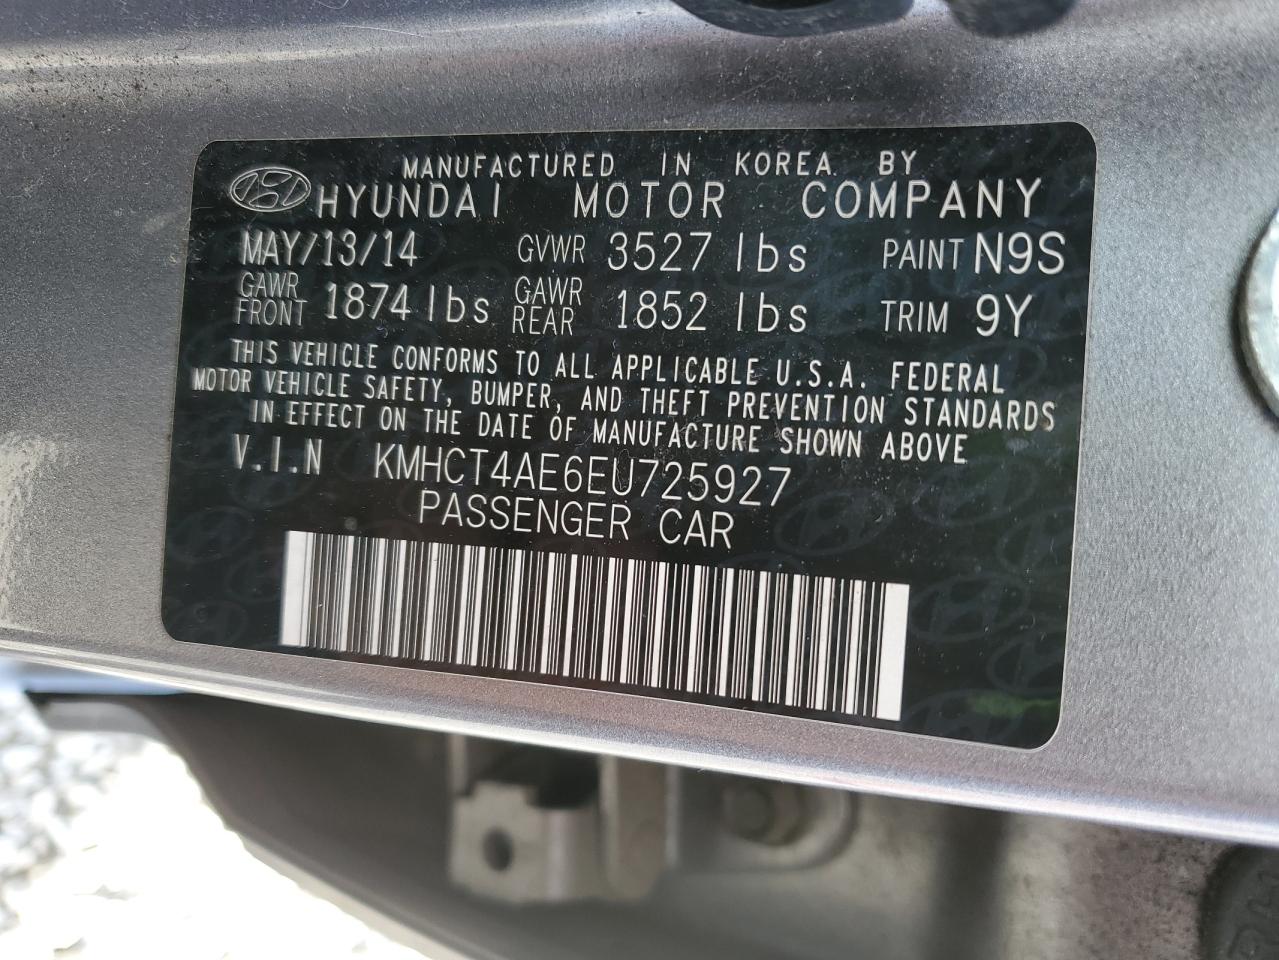 MANUFACTURED IN KOREA BY
HYUNDAI MOTOR COMPANY
MAY/13/14 GVWR 3527 lbs PAINT N9S
GAWR FRONT 1874 lbs GAWR REAR 1852 lbs TRIM 9Y
THIS VEHICLE CONFORMS TO ALL APPLICABLE U.S.A. FEDERAL
MOTOR VEHICLE SAFETY, BUMPER, AND THEFT PREVENTION STANDARDS
IN EFFECT ON THE DATE OF MANUFACTURE SHOWN ABOVE
V.I.N KMHCT4AE6EU725927
PASSENGER CAR